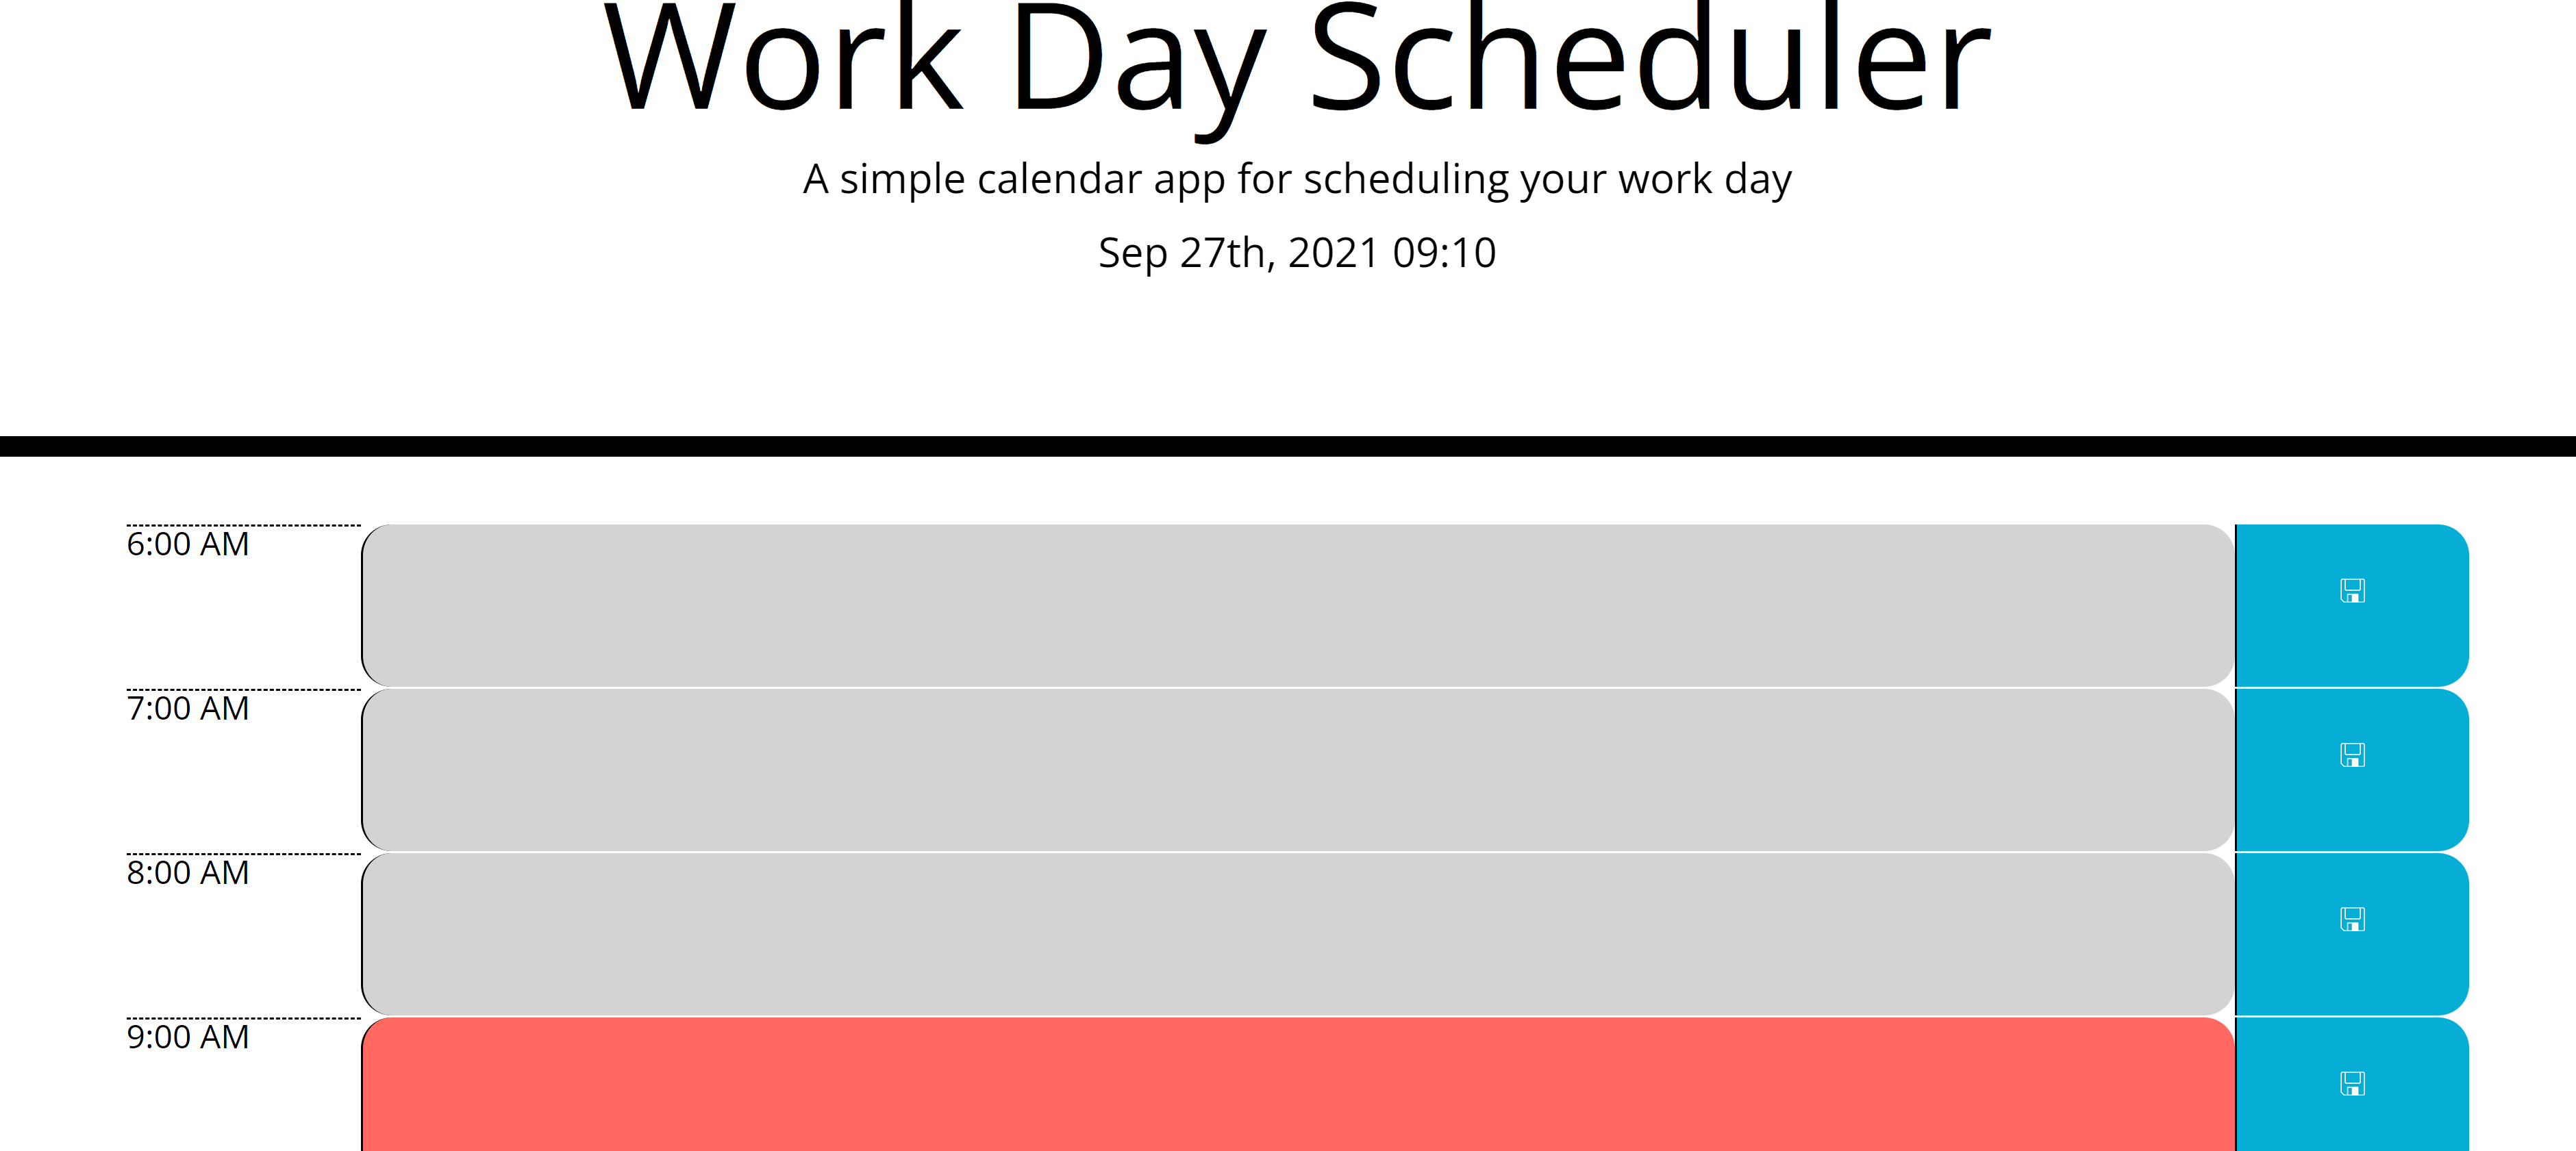 Work Day Scheduler
A simple calendar app for scheduling your work day
Sep 27th, 2021 09:10
6:00 AM
7:00 AM
8:00 AM
9:00 AM